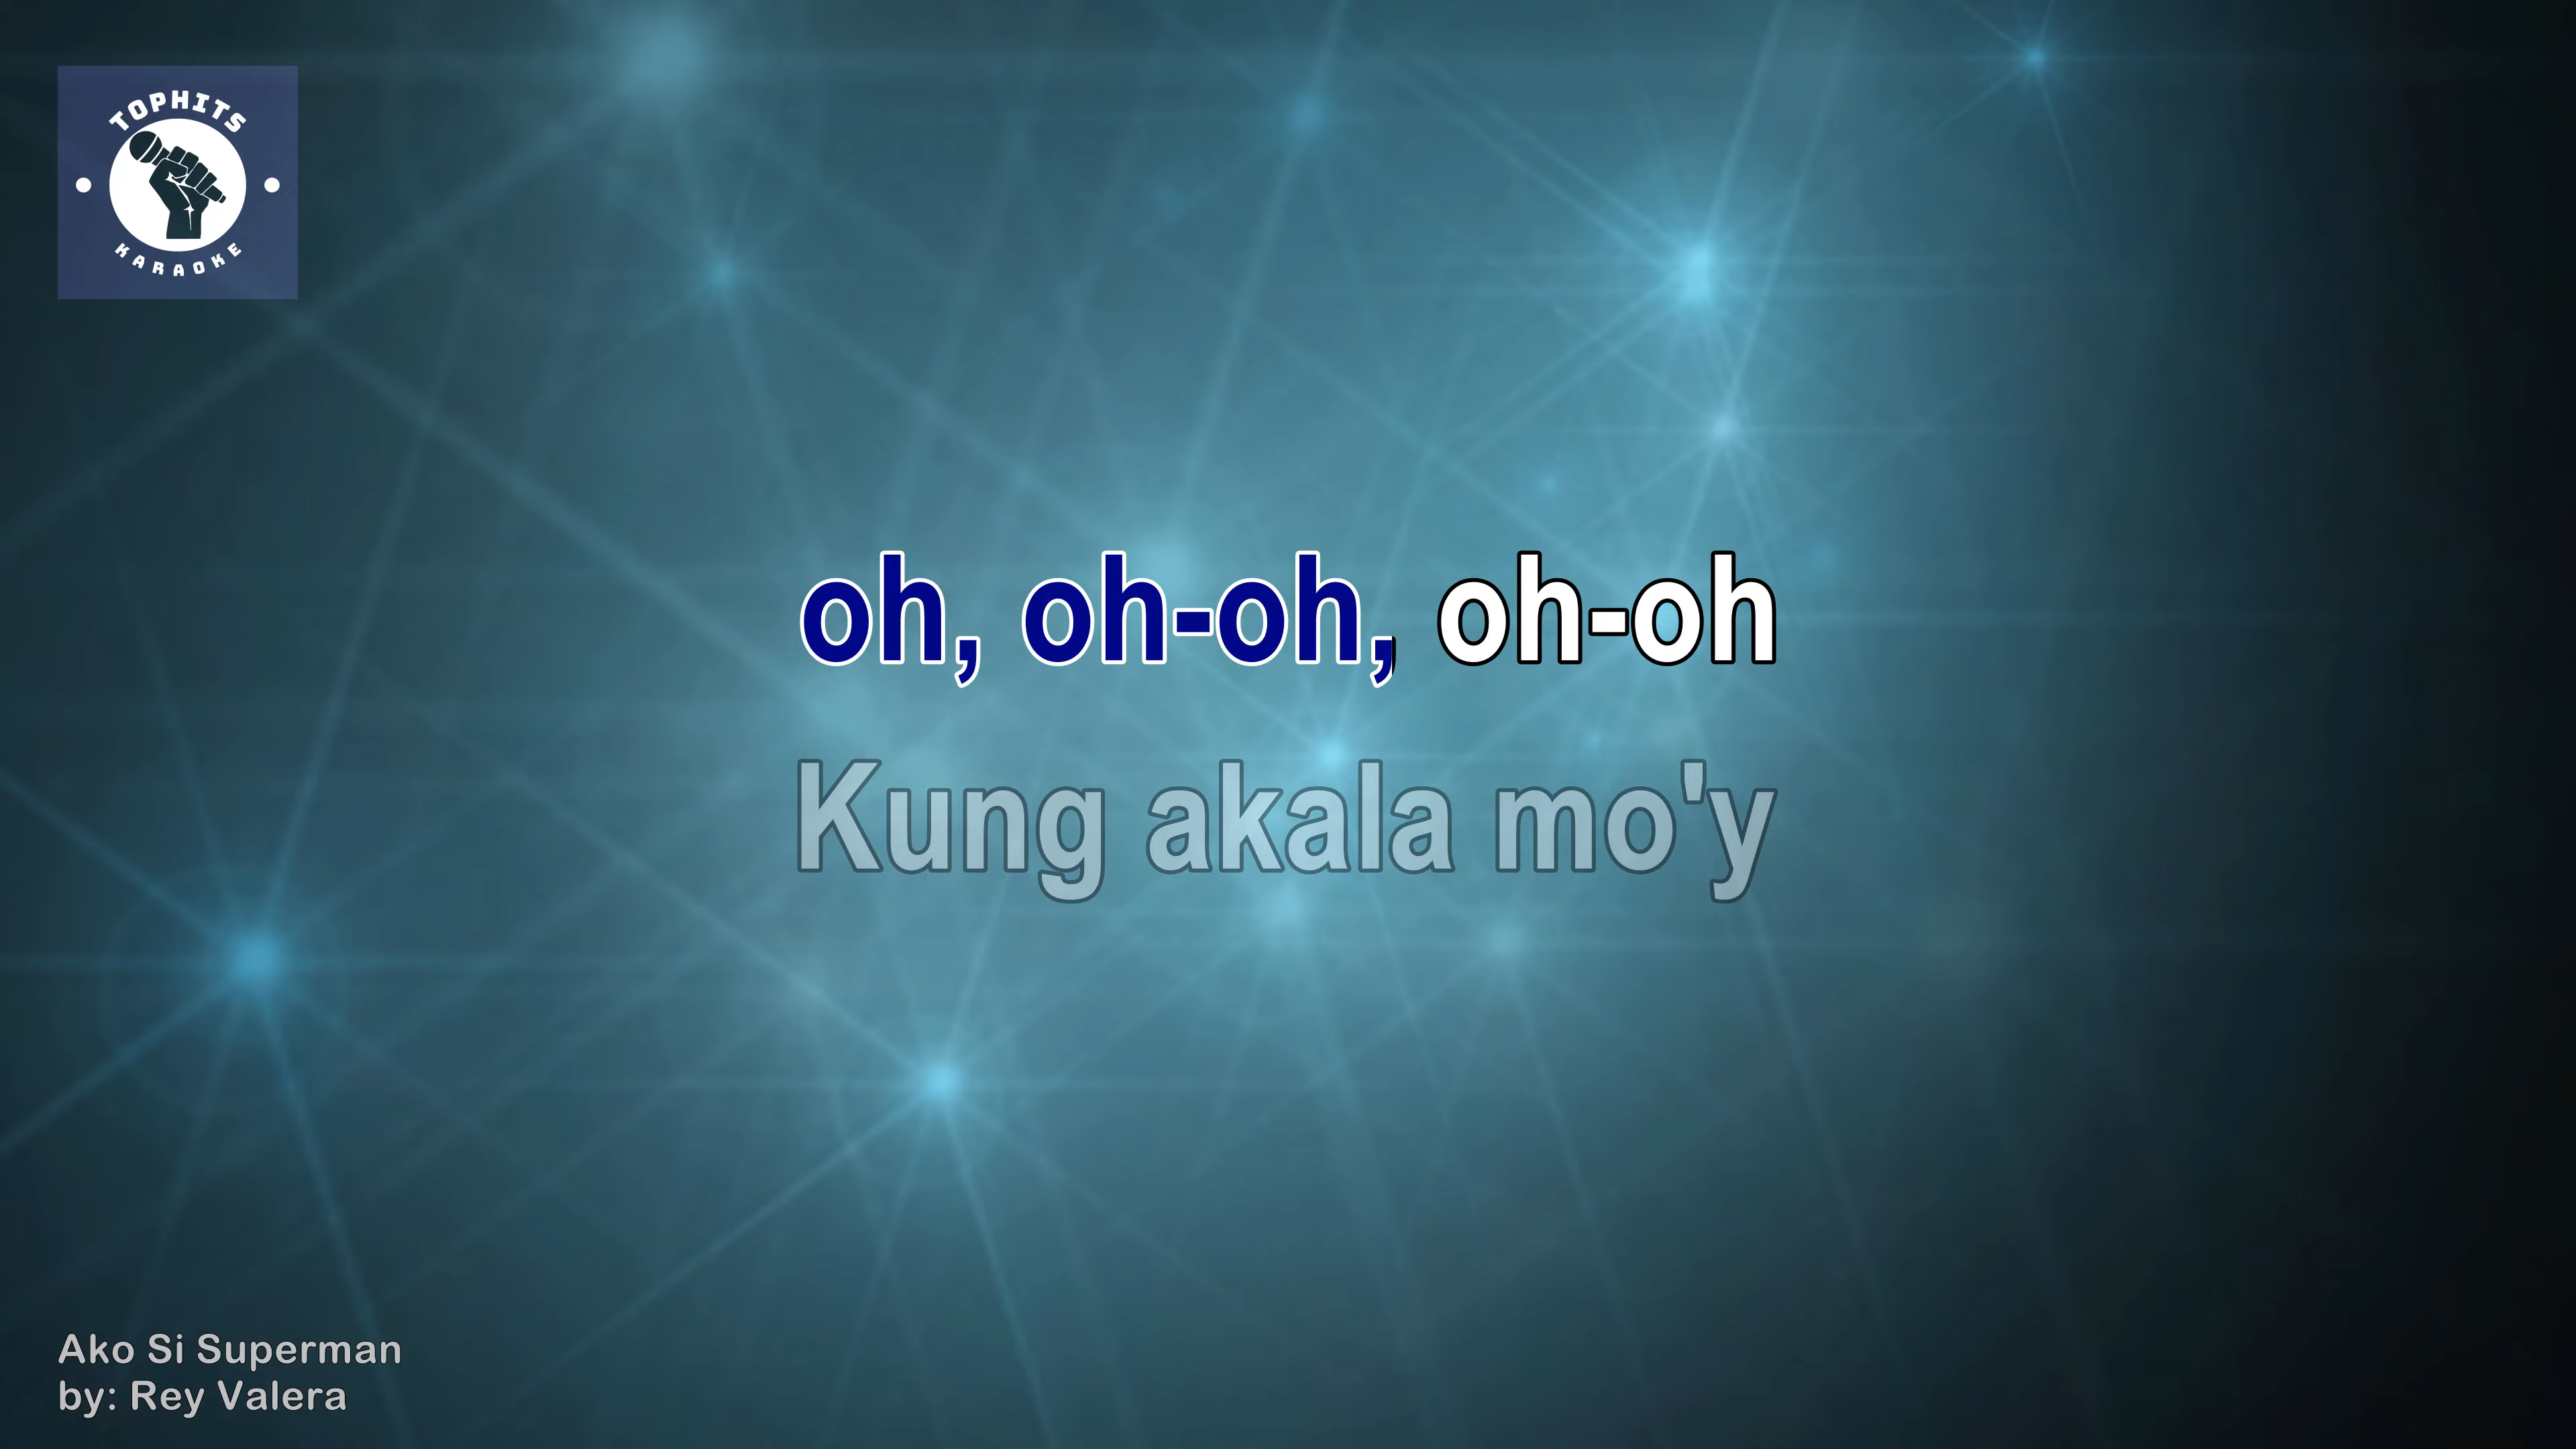 TOPHITS
KARAOKE
oh, oh-oh, oh-oh
Kung akala mo'y
Ako Si Superman
by: Rey Valera